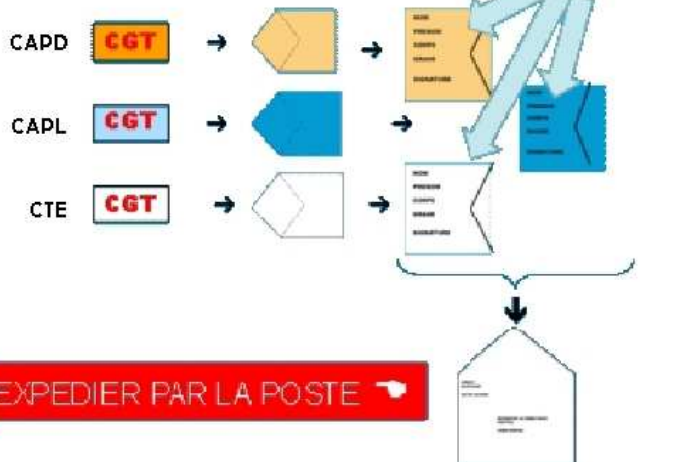 CAPD CGT
NOM
PRENOM
CORPS
GRADE
SIGNATURE
CAPL CGT
CTE CGT
NOM
PRENOM
CORPS
GRADE
SIGNATURE
EXPEDIER PAR LA POSTE